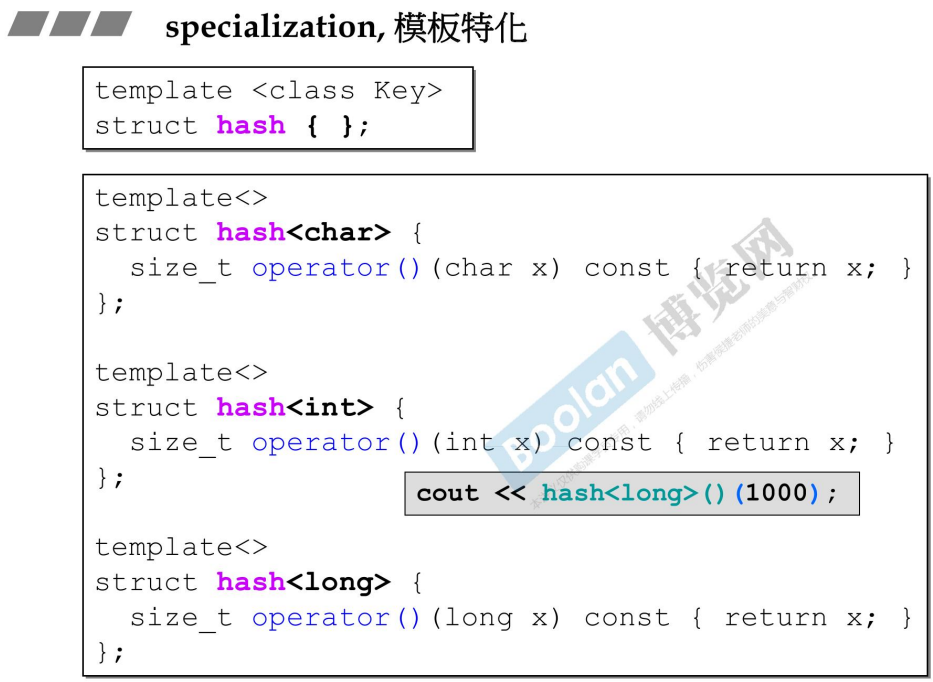 specialization, 模板特化
template <class Key>
struct hash { };
template<>
struct hash<char> {
size_t operator()(char x) const { return x; }
};
template<>
struct hash<int> {
size_t operator()(int x) const { return x; }
};
cout << hash<long>()(1000);
template<>
struct hash<long> {
size_t operator()(long x) const { return x; }
};
Boolan 博览网